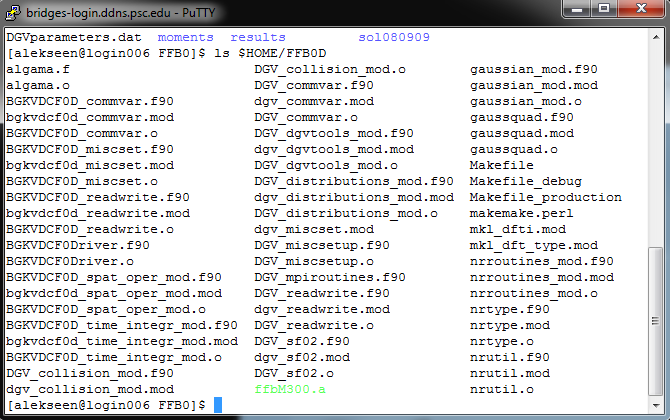 bridges-login.ddns.psc.edu - PuTTY
DGVparameters.dat moments results sol080909
[alekseen@login006 FFB0]$ ls $HOME/FFB0D
algama.f DGV_collision_mod.o gaussian_mod.f90
algama.o DGV_commvar.f90 gaussian_mod.mod
BGKVDCF0D_commvar.f90 dgv_commvar.mod gaussian_mod.o
bgkvdcf0d_commvar.mod DGV_commvar.o gaussquad.f90
BGKVDCF0D_commvar.o DGV_dgvtools_mod.f90 gaussquad.mod
BGKVDCF0D_miscset.f90 dgv_dgvtools_mod.mod gaussquad.o
bgkvdcf0d_miscset.mod DGV_dgvtools_mod.o Makefile
BGKVDCF0D_miscset.o DGV_distributions_mod.f90 Makefile_debug
BGKVDCF0D_readwrite.f90 dgv_distributions_mod.mod Makefile_production
bgkvdcf0d_readwrite.mod DGV_distributions_mod.o makemake.perl
BGKVDCF0D_readwrite.o dgv_miscset.mod mkl_dfti.mod
BGKVDCF0Driver.f90 DGV_miscsetup.f90 mkl_dft_type.mod
BGKVDCF0Driver.o DGV_miscsetup.o nrroutines_mod.f90
BGKVDCF0D_spat_oper_mod.f90 DGV_mpiroutines.f90 nrroutines_mod.mod
bgkvdcf0d_spat_oper_mod.mod DGV_readwrite.f90 nrroutines_mod.o
BGKVDCF0D_spat_oper_mod.o dgv_readwrite.mod nrtype.f90
BGKVDCF0D_time_integr_mod.f90 DGV_readwrite.o nrtype.mod
bgkvdcf0d_time_integr_mod.mod DGV_sf02.f90 nrtype.o
BGKVDCF0D_time_integr_mod.o dgv_sf02.mod nrutil.f90
DGV_collision_mod.f90 DGV_sf02.o nrutil.mod
dgv_collision_mod.mod ffbM300.a nrutil.o
[alekseen@login006 FFB0]$